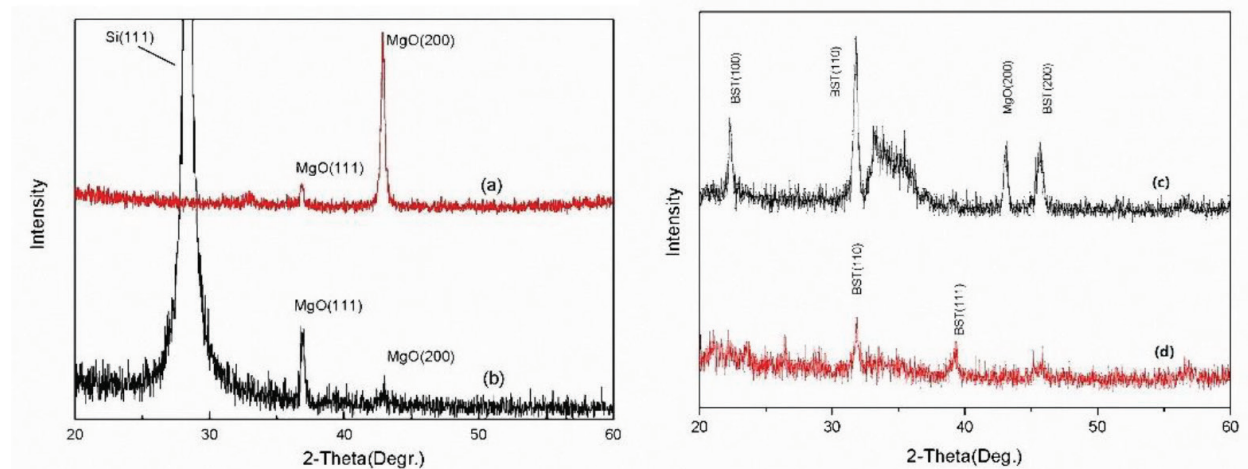 Si(111)
MgO(200)
MgO(111)
(a)
MgO(111)
MgO(200)
(b)
Intensity
20
30
40
50
60
2-Theta(Degr.)
BST(100)
BST(110)
MgO(200)
BST(200)
(c)
BST(110)
BST(111)
(d)
Intensity
20
30
40
50
60
2-Theta(Deg.)